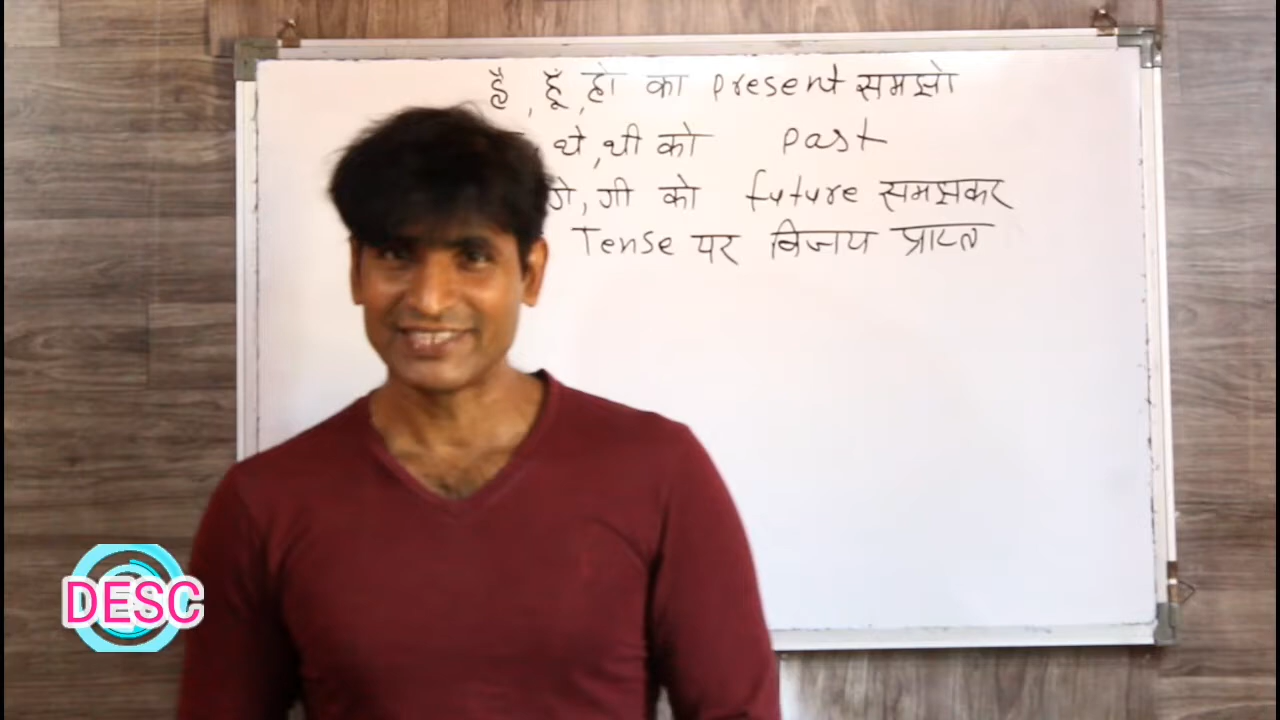 है, हूँ, हो का present समझो
, थे, थी को past
गे, गी को future समझकर
Tense पर विजय प्राप्त
DESC